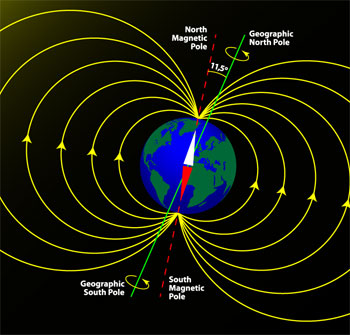 North
Magnetic
Pole
Geographic
North Pole
11,5°
Geographic
South Pole
South
Magnetic
Pole